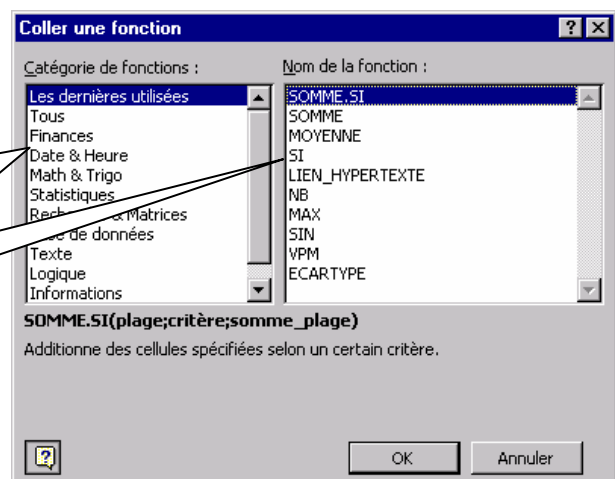 Coller une fonction
Catégorie de fonctions :
Les dernières utilisées
Tous
Finances
Date & Heure
Math & Trigo
Statistiques
Matrices
de données
Texte
Logique
Informations
Nom de la fonction :
SOMME.SI
SOMME
MOYENNE
SI
LIEN_HYPERTEXTE
NB
MAX
SIN
VPM
ECARTYPE
SOMME.SI(plage;critère;somme_plage)
Additionne des cellules spécifiées selon un certain critère.
OK
Annuler